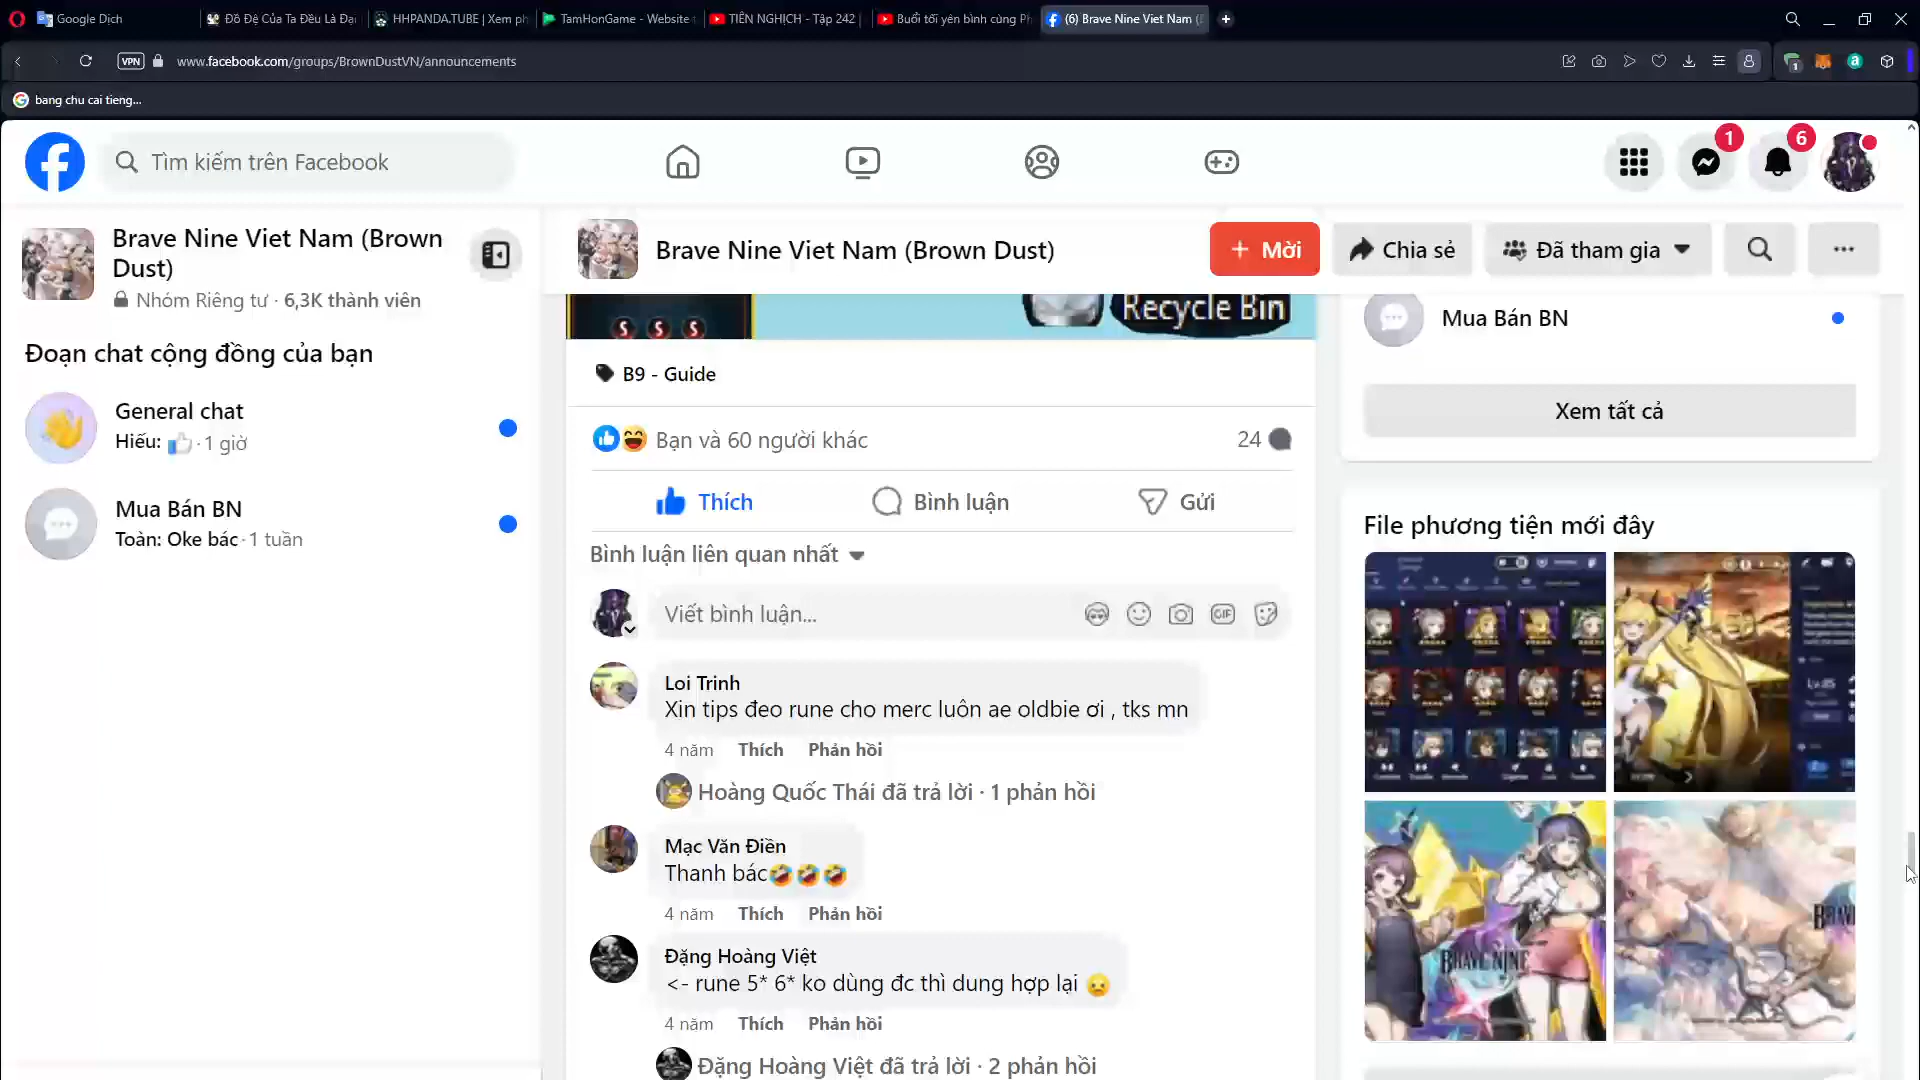 Google Dịch
Đồ Đệ Của Ta Đều Là Đại
HHPANDA.TUBE | Xem ph
TamHonGame - Website
TIÊN NGHỊCH - Tập 242
Buổi tối yên bình cùng Ph
(6) Brave Nine Viet Nam (
VPN
www.facebook.com/groups/BrownDustVN/announcements
1
bang chu cai tieng...
Tìm kiếm trên Facebook
1
6
Brave Nine Viet Nam (Brown
Dust)
Nhóm Riêng tư · 6,3K thành viên
Đoạn chat cộng đồng của bạn
General chat
Hiếu: · 1 giờ
Mua Bán BN
Toàn: Oke bác · 1 tuần
Brave Nine Viet Nam (Brown Dust)
+ Mời
Chia sẻ
Đã tham gia
S S S
Recycle Bin
B9 - Guide
Bạn và 60 người khác
24
Thích
Bình luận
Gửi
Bình luận liên quan nhất
Viết bình luận...
GIF
Loi Trinh
Xin tips đeo rune cho merc luôn ae oldbie ơi , tks mn
4 năm Thích Phản hồi
Hoàng Quốc Thái đã trả lời · 1 phản hồi
Mạc Văn Điền
Thanh bác🤣🤣🤣
4 năm Thích Phản hồi
Đặng Hoàng Việt
<- rune 5* 6* ko dùng đc thì dung hợp lại 😣
4 năm Thích Phản hồi
Đặng Hoàng Việt đã trả lời · 2 phản hồi
Mua Bán BN
Xem tất cả
File phương tiện mới đây
BRAVE NINE